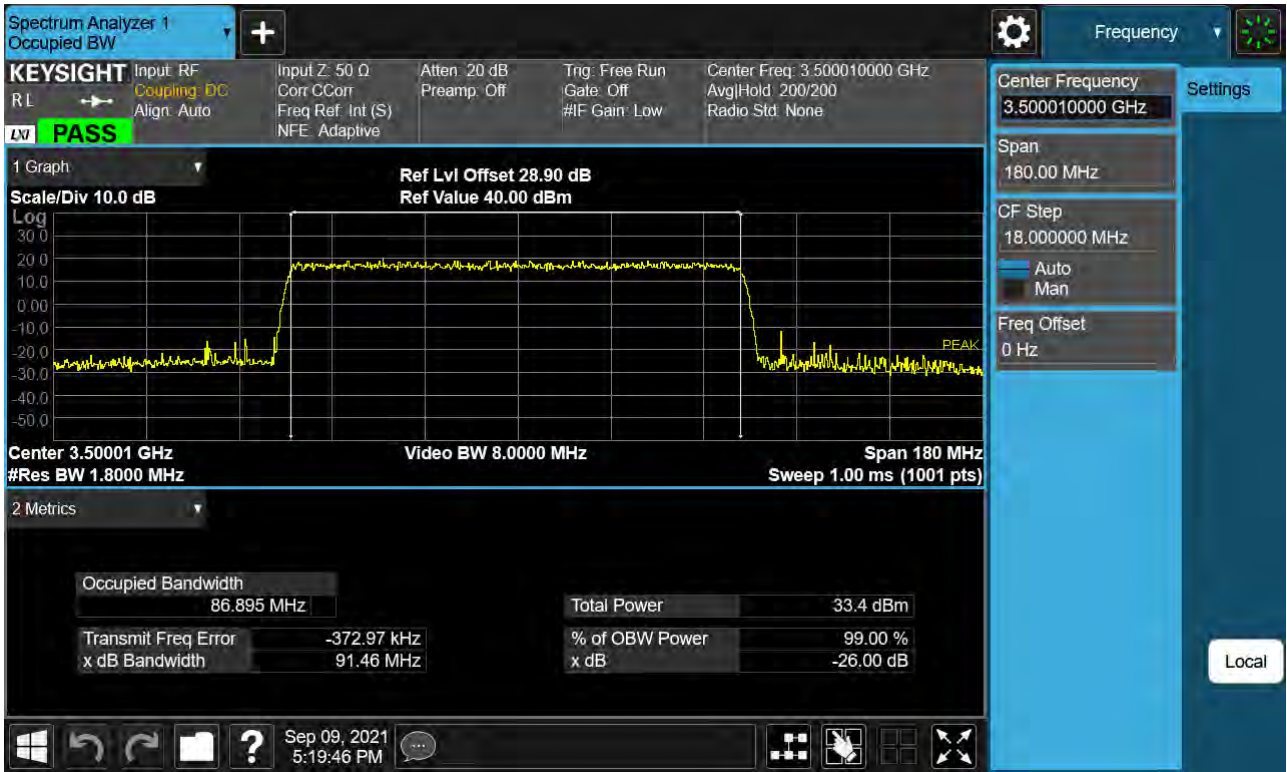 Spectrum Analyzer 1
Occupied BW
Frequency
KEYSIGHT
R L
LXI
PASS
Input: RF
Coupling: DC
Align: Auto
Input Z: 50 Ω
Corr CCorr
Freq Ref: Int (S)
NFE: Adaptive
Atten: 20 dB
Preamp: Off
Trig: Free Run
Gate: Off
#IF Gain: Low
Center Freq: 3.500010000 GHz
Avg|Hold: 200/200
Radio Std: None
1 Graph
Scale/Div 10.0 dB
Ref Lvl Offset 28.90 dB
Ref Value 40.00 dBm
Log
30.0
20.0
10.0
0.00
-10.0
-20.0
-30.0
-40.0
-50.0
PEAK
Center 3.50001 GHz
#Res BW 1.8000 MHz
Video BW 8.0000 MHz
Span 180 MHz
Sweep 1.00 ms (1001 pts)
2 Metrics
Occupied Bandwidth
86.895 MHz
Transmit Freq Error -372.97 kHz
x dB Bandwidth 91.46 MHz
Total Power 33.4 dBm
% of OBW Power 99.00 %
x dB -26.00 dB
Center Frequency
3.500010000 GHz
Settings
Span
180.00 MHz
CF Step
18.000000 MHz
Auto
Man
Freq Offset
0 Hz
Local
?
Sep 09, 2021
5:19:46 PM